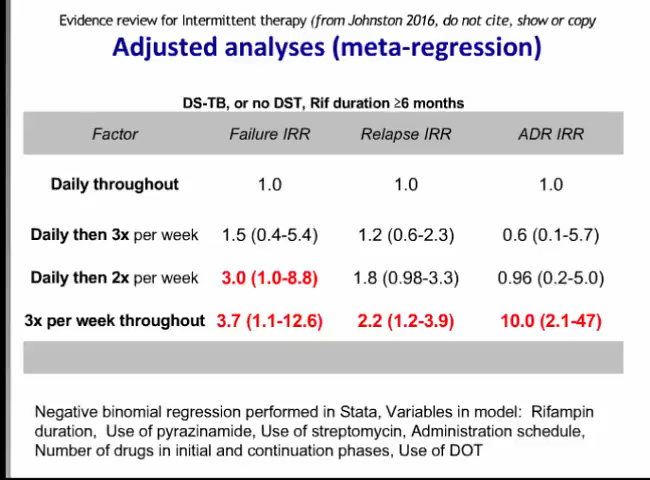 Evidence review for Intermittent therapy (from Johnston 2016, do not cite, show or copy
Adjusted analyses (meta-regression)
DS-TB, or no DST, Rif duration ≥6 months
Factor Failure IRR Relapse IRR ADR IRR
Daily throughout 1.0 1.0 1.0
Daily then 3x per week 1.5 (0.4-5.4) 1.2 (0.6-2.3) 0.6 (0.1-5.7)
Daily then 2x per week 3.0 (1.0-8.8) 1.8 (0.98-3.3) 0.96 (0.2-5.0)
3x per week throughout 3.7 (1.1-12.6) 2.2 (1.2-3.9) 10.0 (2.1-47)
Negative binomial regression performed in Stata, Variables in model: Rifampin
duration, Use of pyrazinamide, Use of streptomycin, Administration schedule,
Number of drugs in initial and continuation phases, Use of DOT